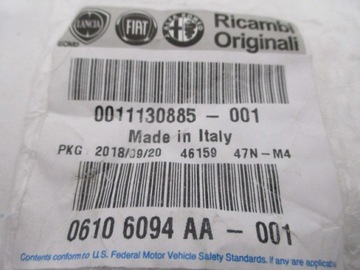 LANCIA FIAT
Ricambi
Originali
0011130885 - 001
Made in Italy
PKG 2018/09/20 46159 47N-M4
0610 6094 AA - 001
Contents conform to U.S. Federal Motor Vehicle Safety Standards, if any are applicabl